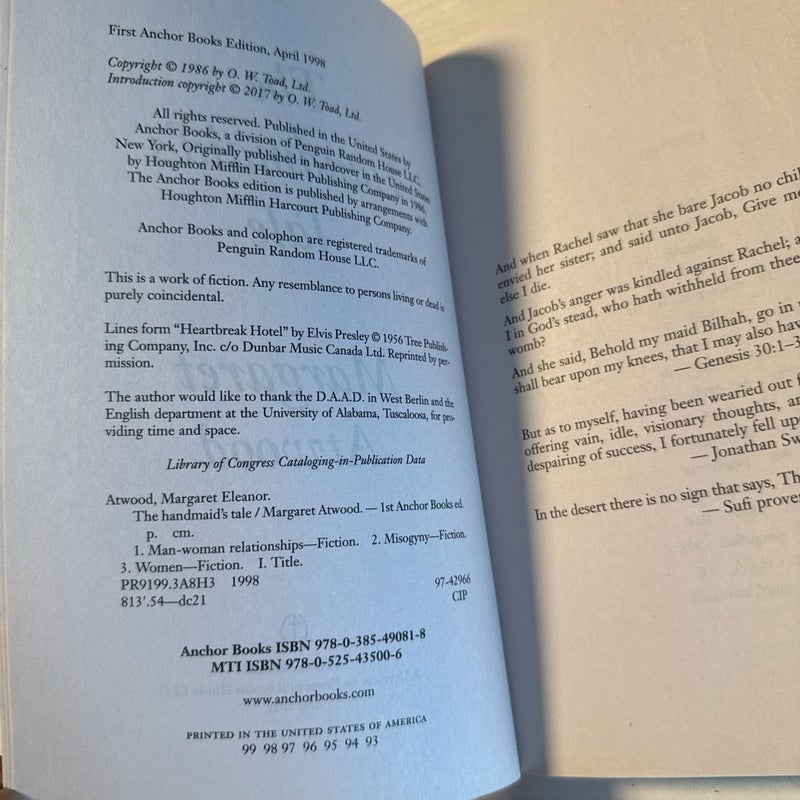 First Anchor Books Edition, April 1998
Copyright © 1986 by O. W. Toad, Ltd.
Introduction copyright © 2017 by O. W. Toad, Ltd.
All rights reserved. Published in the United States by
Anchor Books, a division of Penguin Random House LLC,
New York, Originally published in hardcover in the United States
by Houghton Mifflin Harcourt Publishing Company in 1986.
The Anchor Books edition is published by arrangements with
Houghton Mifflin Harcourt Publishing Company.
Anchor Books and colophon are registered trademarks of
Penguin Random House LLC.
This is a work of fiction. Any resemblance to persons living or dead is
purely coincidental.
Lines form “Heartbreak Hotel” by Elvis Presley © 1956 Tree Publish-
ing Company, Inc. c/o Dunbar Music Canada Ltd. Reprinted by per-
mission.
The author would like to thank the D.A.A.D. in West Berlin and the
English department at the University of Alabama, Tuscaloosa, for pro-
viding time and space.
Library of Congress Cataloging-in-Publication Data
Atwood, Margaret Eleanor.
The handmaid’s tale / Margaret Atwood. — 1st Anchor Books ed.
p. cm.
1. Man-woman relationships—Fiction. 2. Misogyny—Fiction.
3. Women—Fiction. I. Title.
PR9199.3A8H3 1998
813’.54—dc21
97-42966
CIP
Anchor Books ISBN 978-0-385-49081-8
MTI ISBN 978-0-525-43500-6
www.anchorbooks.com
PRINTED IN THE UNITED STATES OF AMERICA
99 98 97 96 95 94 93
And when Rachel saw that she bare Jacob no chil
envied her sister; and said unto Jacob, Give me
else I die.
And Jacob’s anger was kindled against Rachel; a
I in God’s stead, who hath withheld from thee
womb?
And she said, Behold my maid Bilhah, go in
shall bear upon my knees, that I may also hav
— Genesis 30:1–3
But as to myself, having been wearied out f
offering vain, idle, visionary thoughts, an
despairing of success, I fortunately fell up
— Jonathan Sw
In the desert there is no sign that says, Th
— Sufi prover